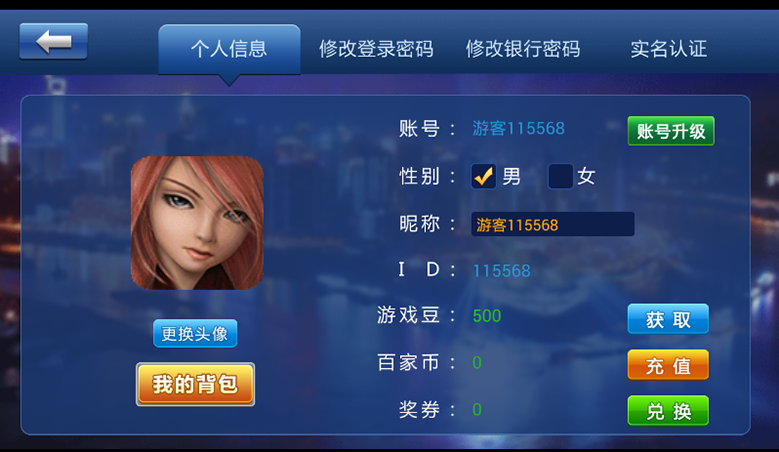 个人信息 修改登录密码 修改银行密码 实名认证
账号： 游客115568 账号升级
性别： 男 女
昵称： 游客115568
I D： 115568
游戏豆： 500 获取
百家币： 0 充值
奖券： 0 兑换
更换头像
我的背包